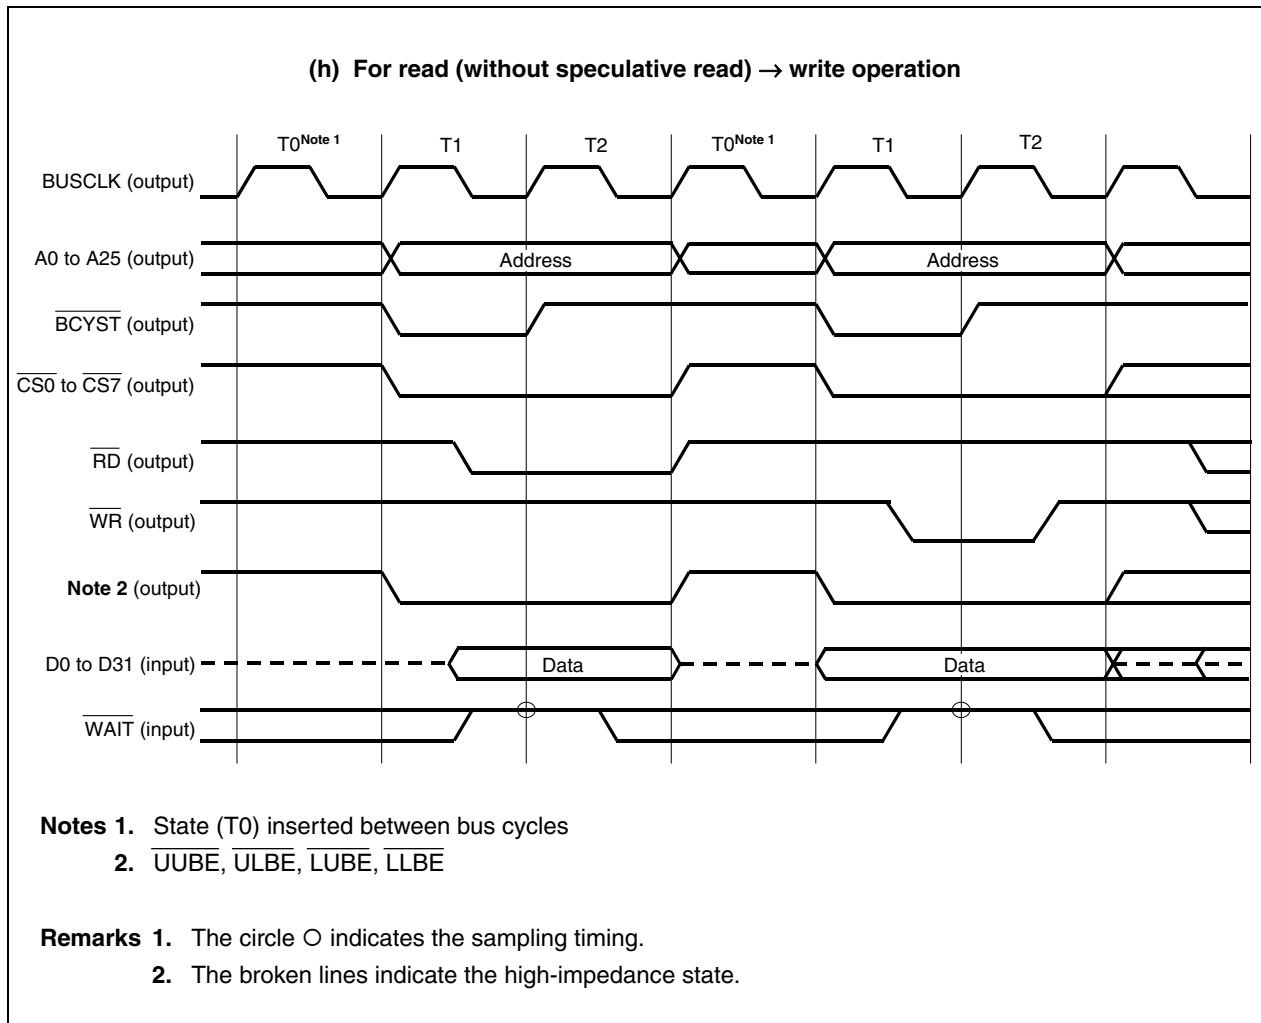 (h) For read (without speculative read) → write operation
T0Note 1 T1 T2 T0Note 1 T1 T2
BUSCLK (output)
A0 to A25 (output) Address Address
BCYST (output)
CS0 to CS7 (output)
RD (output)
WR (output)
Note 2 (output)
D0 to D31 (input) Data Data
WAIT (input)
Notes 1. State (T0) inserted between bus cycles
2. UUBE, ULBE, LUBE, LLBE
Remarks 1. The circle O indicates the sampling timing.
2. The broken lines indicate the high-impedance state.